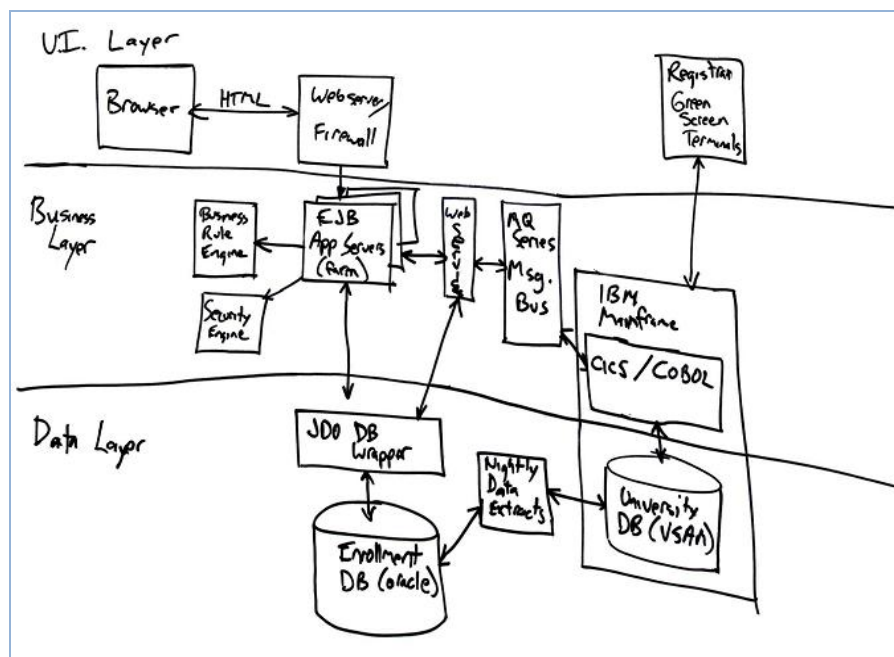 U.I. Layer
Browser
HTML
Webserver/
Firewall
Registrar
Green
Screen
Terminals
Business
Layer
Business
Rule
Engine
EJB
App Servers
(farm)
Web
Services
MQ
Series
Msg.
Bus
Security
Engine
IBM
Mainframe
CICS/COBOL
Data Layer
JDO DB
Wrapper
Nightly
Data
Extracts
University
DB (VSAM)
Enrollment
DB (oracle)